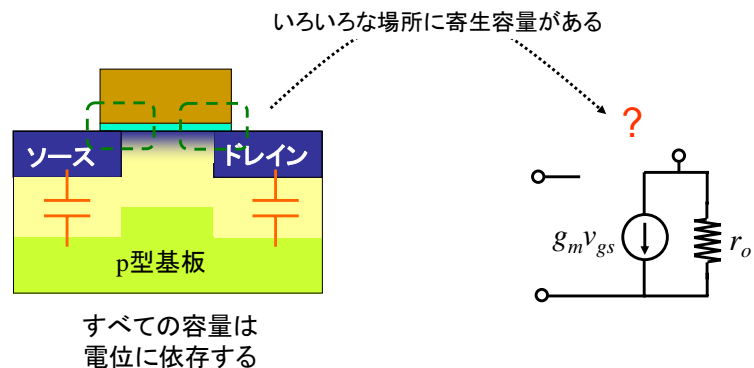 いろいろな場所に寄生容量がある
?
ソース
ドレイン
p型基板
g_m v_gs
r_o
すべての容量は
電位に依存する